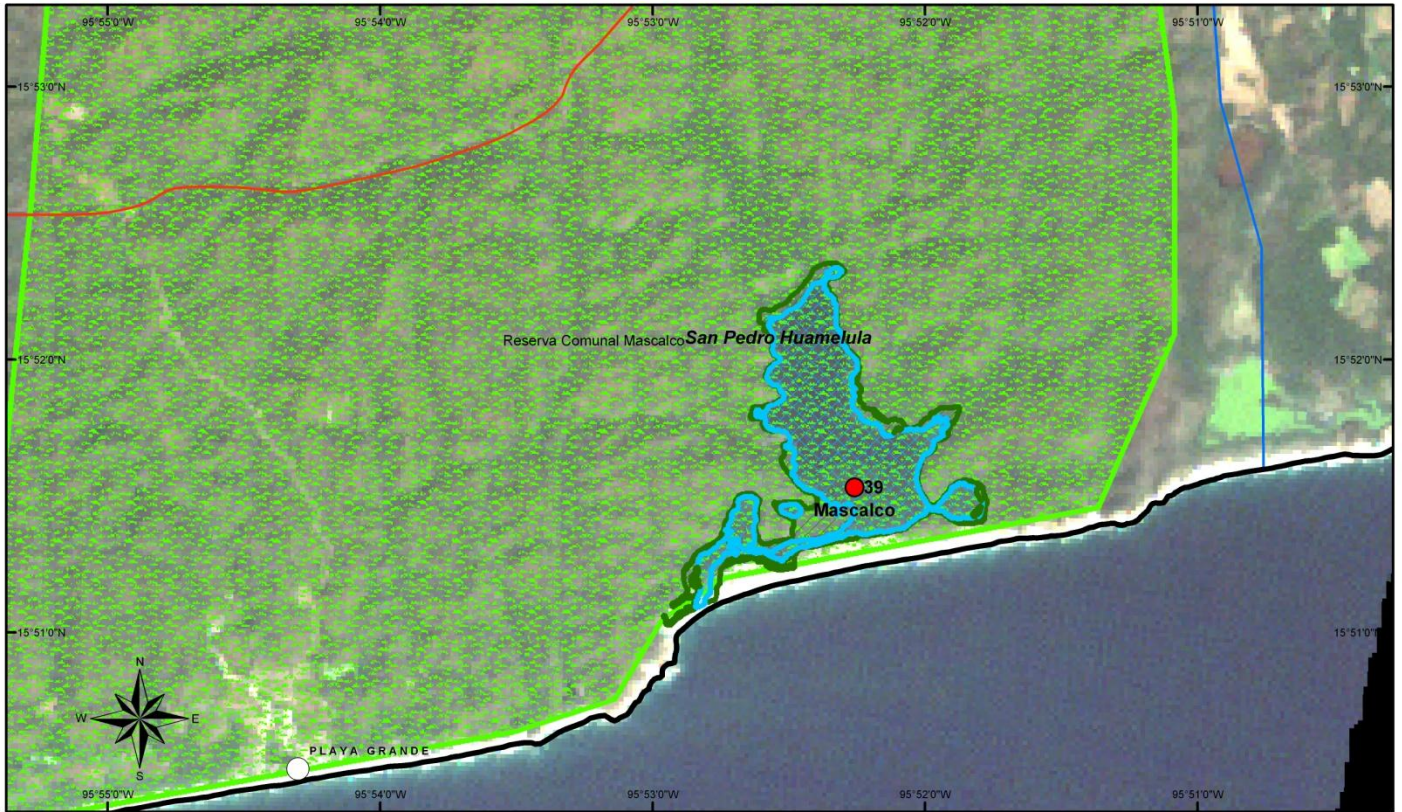 95°55'0"W 95°54'0"W 95°53'0"W 95°52'0"W 95°51'0"W
15°53'0"N 15°53'0"N
Reserva Comunal Mascalco San Pedro Huamelula
15°52'0"N 15°52'0"N
39
Mascalco
15°51'0"N 15°51'0"N
N
W E
S
PLAYA GRANDE
95°55'0"W 95°54'0"W 95°53'0"W 95°52'0"W 95°51'0"W